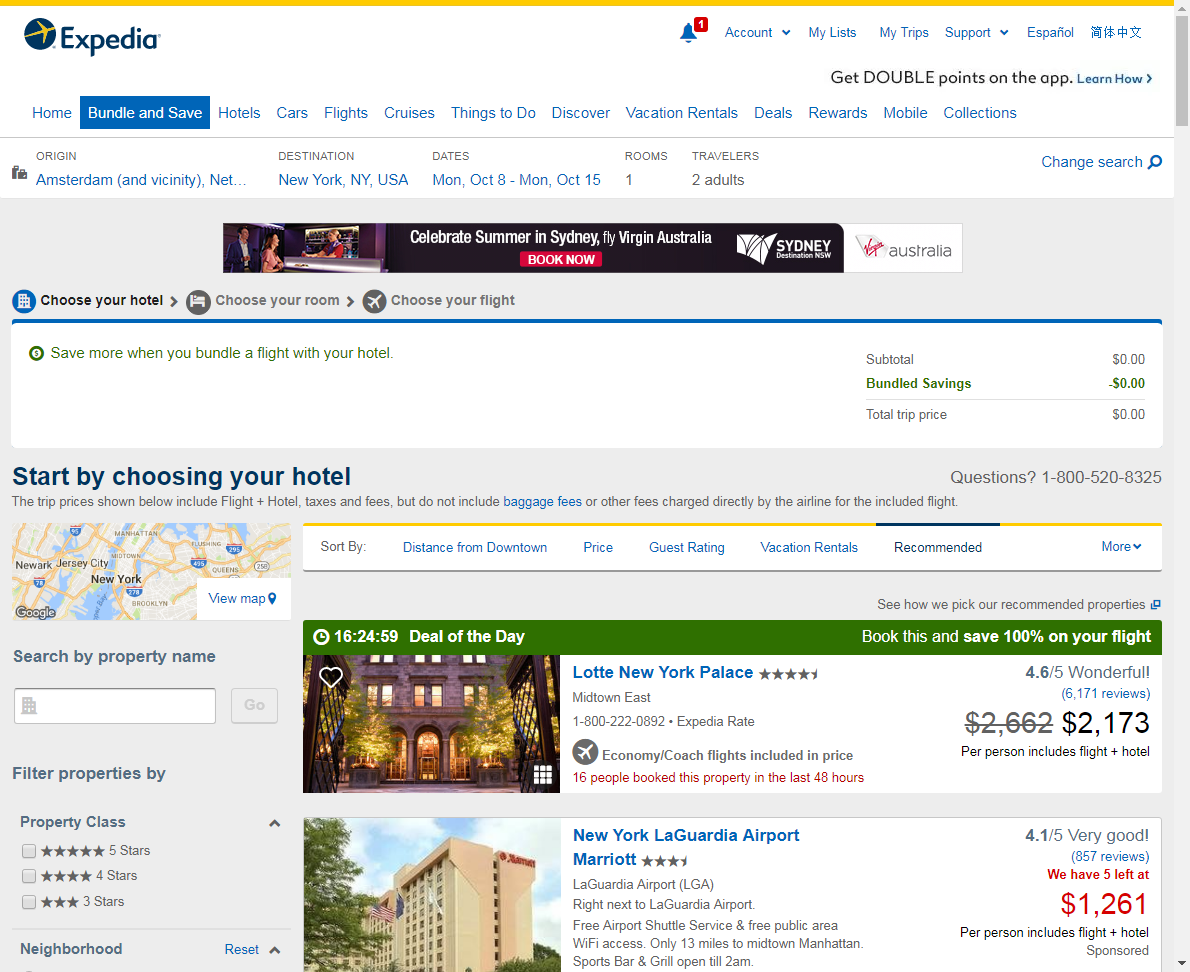 Expedia
1
Account
My Lists
My Trips
Support
Español
简体中文
Get DOUBLE points on the app. Learn How
Home
Bundle and Save
Hotels
Cars
Flights
Cruises
Things to Do
Discover
Vacation Rentals
Deals
Rewards
Mobile
Collections
ORIGIN
Amsterdam (and vicinity), Net...
DESTINATION
New York, NY, USA
DATES
Mon, Oct 8 - Mon, Oct 15
ROOMS
1
TRAVELERS
2 adults
Change search
Celebrate Summer in Sydney, fly Virgin Australia
BOOK NOW
SYDNEY
Destination NSW
Virgin australia
Choose your hotel
Choose your room
Choose your flight
Save more when you bundle a flight with your hotel.
Subtotal $0.00
Bundled Savings -$0.00
Total trip price $0.00
Start by choosing your hotel
Questions? 1-800-520-8325
The trip prices shown below include Flight + Hotel, taxes and fees, but do not include baggage fees or other fees charged directly by the airline for the included flight.
MANHATTAN
FLUSHING
95
295
MIDTOWN
Newark
Jersey City
495
QUEENS
258
New York
78
278
BROOKLYN
Google
View map
Search by property name
Go
Filter properties by
Property Class
5 Stars
4 Stars
3 Stars
Neighborhood
Reset
Sort By:
Distance from Downtown
Price
Guest Rating
Vacation Rentals
Recommended
More
See how we pick our recommended properties
16:24:59 Deal of the Day
Book this and save 100% on your flight
Lotte New York Palace
Midtown East
1-800-222-0892 • Expedia Rate
Economy/Coach flights included in price
16 people booked this property in the last 48 hours
4.6/5 Wonderful!
(6,171 reviews)
$2,662 $2,173
Per person includes flight + hotel
Marriott
New York LaGuardia Airport
Marriott
LaGuardia Airport (LGA)
Right next to LaGuardia Airport.
Free Airport Shuttle Service & free public area
WiFi access. Only 13 miles to midtown Manhattan.
Sports Bar & Grill open till 2am.
4.1/5 Very good!
(857 reviews)
We have 5 left at
$1,261
Per person includes flight + hotel
Sponsored